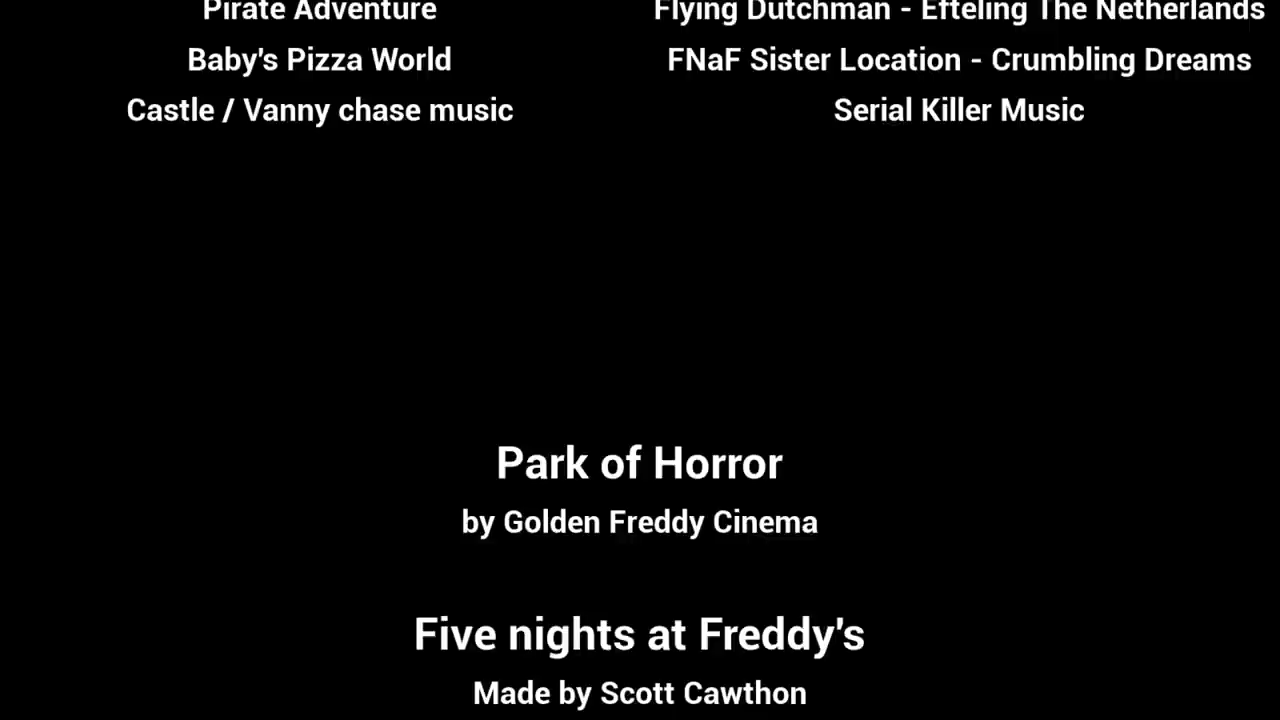 Pirate Adventure Flying Dutchman - Efteling The Netherlands
Baby's Pizza World FNaF Sister Location - Crumbling Dreams
Castle / Vanny chase music Serial Killer Music
Park of Horror
by Golden Freddy Cinema
Five nights at Freddy's
Made by Scott Cawthon